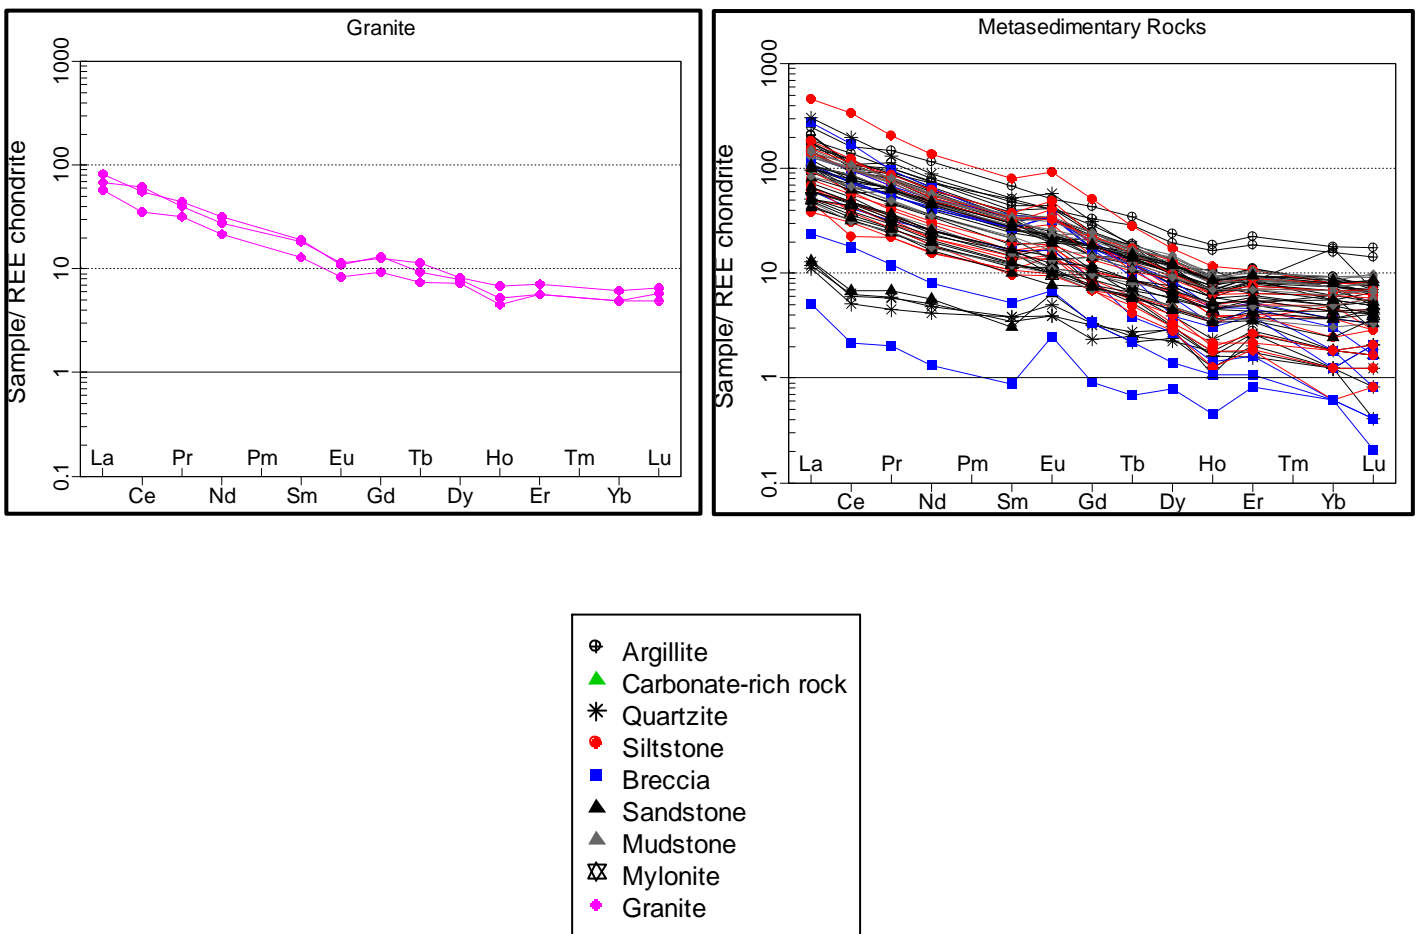 Granite
Sample/ REE chondrite
1000
100
10
1
0.1
La Pr Pm Eu Tb Ho Tm Lu
Ce Nd Sm Gd Dy Er Yb
Metasedimentary Rocks
Sample/ REE chondrite
1000
100
10
1
0.1
La Pr Pm Eu Tb Ho Tm Lu
Ce Nd Sm Gd Dy Er Yb
Argillite
Carbonate-rich rock
Quartzite
Siltstone
Breccia
Sandstone
Mudstone
Mylonite
Granite